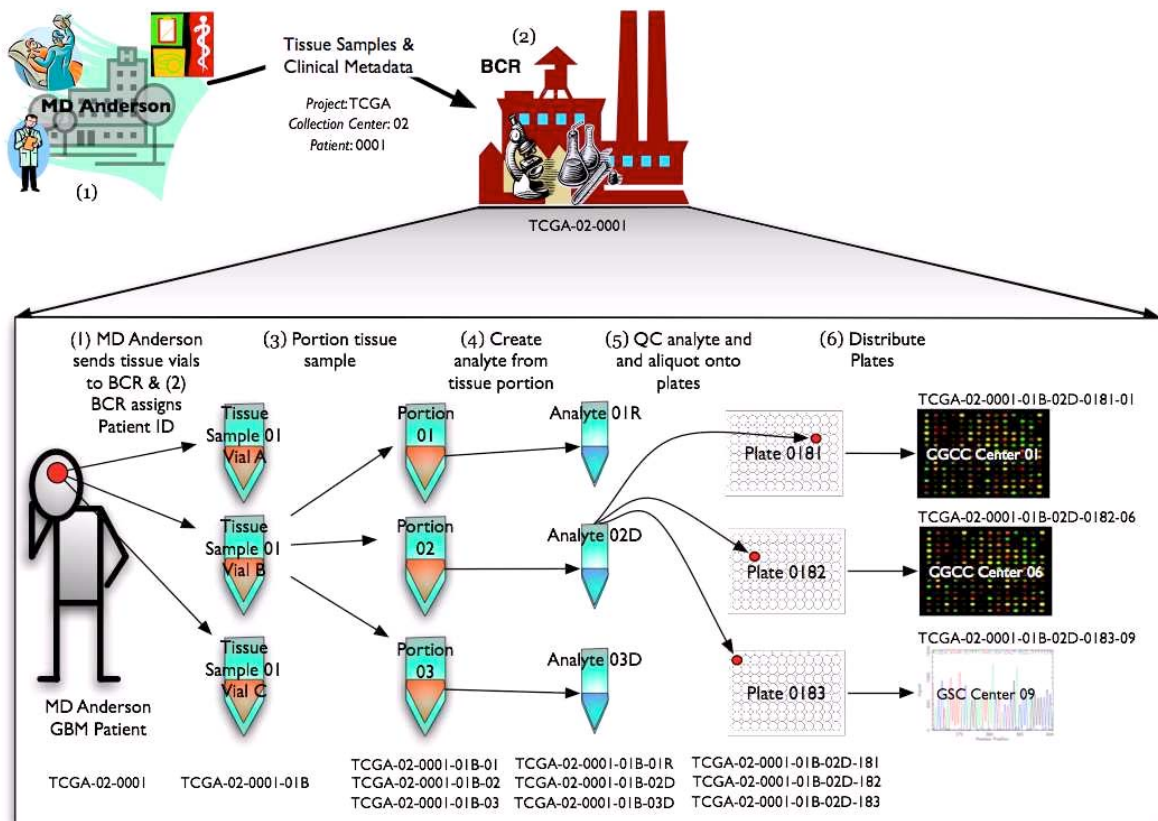 Tissue Samples &
Clinical Metadata
Project: TCGA
Collection Center: 02
Patient: 0001
MD Anderson
(1)
(2)
BCR
TCGA-02-0001
(1) MD Anderson
sends tissue vials
to BCR & (2)
BCR assigns
Patient ID
(3) Portion tissue
sample
(4) Create
analyte from
tissue portion
(5) QC analyte and
and aliquot onto
plates
(6) Distribute
Plates
Tissue
Sample 01
Vial A
Tissue
Sample 01
Vial B
Tissue
Sample 01
Vial C
Portion
01
Portion
02
Portion
03
Analyte 01R
Analyte 02D
Analyte 03D
Plate 0181
Plate 0182
Plate 0183
TCGA-02-0001-01B-02D-0181-01
CGCC Center 01
TCGA-02-0001-01B-02D-0182-06
CGCC Center 06
TCGA-02-0001-01B-02D-0183-09
GSC Center 09
MD Anderson
GBM Patient
TCGA-02-0001
TCGA-02-0001-01B
TCGA-02-0001-01B-01
TCGA-02-0001-01B-02
TCGA-02-0001-01B-03
TCGA-02-0001-01B-01R
TCGA-02-0001-01B-02D
TCGA-02-0001-01B-03D
TCGA-02-0001-01B-02D-181
TCGA-02-0001-01B-02D-182
TCGA-02-0001-01B-02D-183